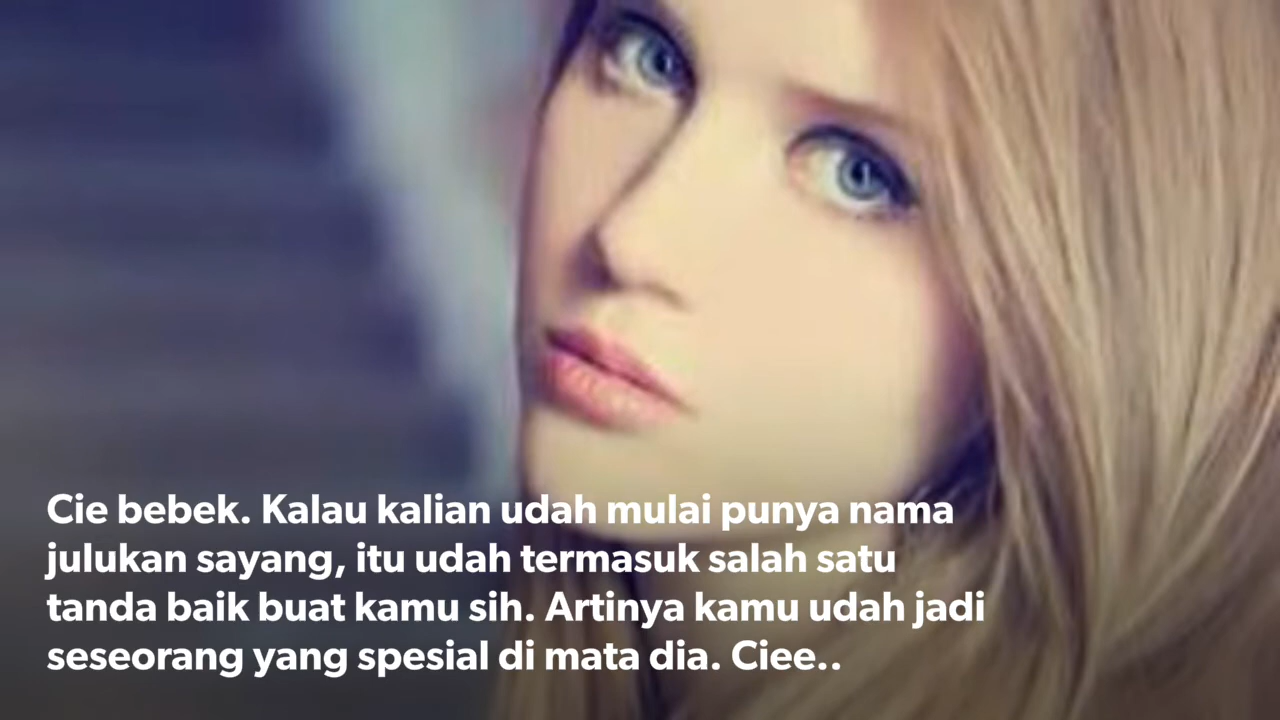 Cie bebek. Kalau kalian udah mulai punya nama
julukan sayang, itu udah termasuk salah satu
tanda baik buat kamu sih. Artinya kamu udah jadi
seseorang yang spesial di mata dia. Ciee..